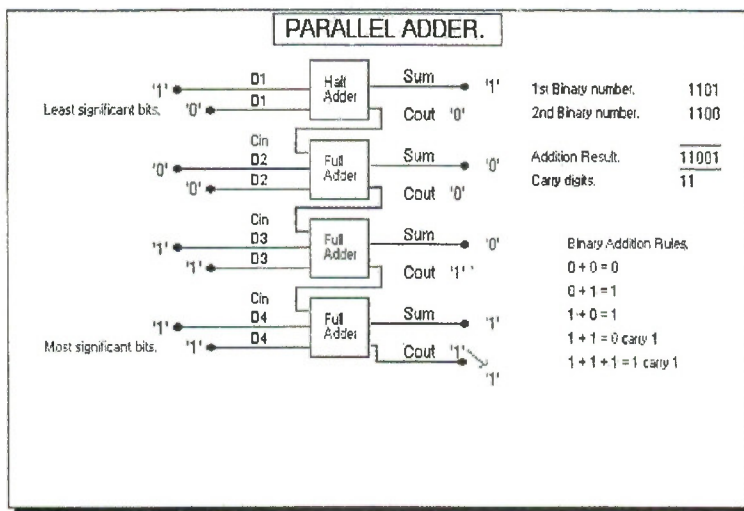 PARALLEL ADDER.
'1' D1 Half Adder Sum '1'
Least significant bits. '0' D1 Cout '0'
Cin
'0' D2 Full Adder Sum '0'
'0' D2 Cout '0'
Cin
'1' D3 Full Adder Sum '0'
'1' D3 Cout '1'
Cin
'1' D4 Full Adder Sum '1'
Most significant bits. '1' D4 Cout '1'
'1'
1st Binary number. 1101
2nd Binary number. 1100
Addition Result. 11001
Carry digits. 11
Binary Addition Rules.
0 + 0 = 0
0 + 1 = 1
1 + 0 = 1
1 + 1 = 0 carry 1
1 + 1 + 1 = 1 carry 1